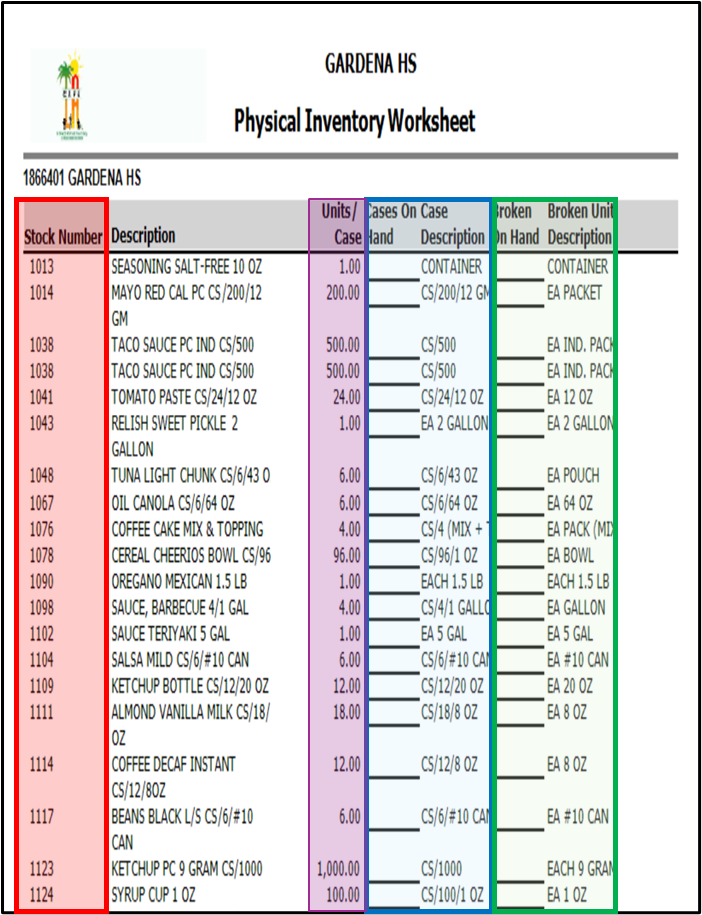 GARDENA HS
Physical Inventory Worksheet
1866401 GARDENA HS
Units / Cases On Case Broken Broken Unit
Stock Number Description Case Hand Description On Hand Description
1013 SEASONING SALT-FREE 10 OZ 1.00 CONTAINER CONTAINER
1014 MAYO RED CAL PC CS/200/12 200.00 CS/200/12 GM EA PACKET
GM
1038 TACO SAUCE PC IND CS/500 500.00 CS/500 EA IND. PACK
1038 TACO SAUCE PC IND CS/500 500.00 CS/500 EA IND. PACK
1041 TOMATO PASTE CS/24/12 OZ 24.00 CS/24/12 OZ EA 12 OZ
1043 RELISH SWEET PICKLE 2 1.00 EA 2 GALLON EA 2 GALLON
GALLON
1048 TUNA LIGHT CHUNK CS/6/43 O 6.00 CS/6/43 OZ EA POUCH
1067 OIL CANOLA CS/6/64 OZ 6.00 CS/6/64 OZ EA 64 OZ
1076 COFFEE CAKE MIX & TOPPING 4.00 CS/4 (MIX + T EA PACK (MIX
1078 CEREAL CHEERIOS BOWL CS/96 96.00 CS/96/1 OZ EA BOWL
1090 OREGANO MEXICAN 1.5 LB 1.00 EACH 1.5 LB EACH 1.5 LB
1098 SAUCE, BARBECUE 4/1 GAL 4.00 CS/4/1 GALLO EA GALLON
1102 SAUCE TERIYAKI 5 GAL 1.00 EA 5 GAL EA 5 GAL
1104 SALSA MILD CS/6/#10 CAN 6.00 CS/6/#10 CAN EA #10 CAN
1109 KETCHUP BOTTLE CS/12/20 OZ 12.00 CS/12/20 OZ EA 20 OZ
1111 ALMOND VANILLA MILK CS/18/ 18.00 CS/18/8 OZ EA 8 OZ
OZ
1114 COFFEE DECAF INSTANT 12.00 CS/12/8 OZ EA 8 OZ
CS/12/8OZ
1117 BEANS BLACK L/S CS/6/#10 6.00 CS/6/#10 CAN EA #10 CAN
CAN
1123 KETCHUP PC 9 GRAM CS/1000 1,000.00 CS/1000 EACH 9 GRAM
1124 SYRUP CUP 1 OZ 100.00 CS/100/1 OZ EA 1 OZ